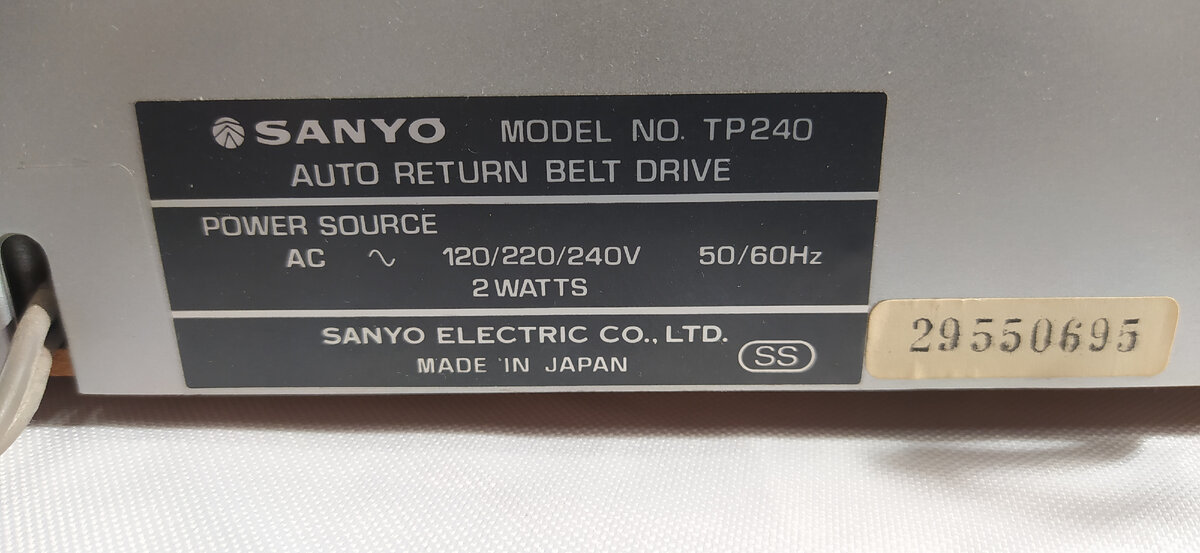 SANYO MODEL NO. TP240
AUTO RETURN BELT DRIVE
POWER SOURCE
AC ∿ 120/220/240V 50/60Hz
2 WATTS
SANYO ELECTRIC CO., LTD.
MADE IN JAPAN
SS
29550695